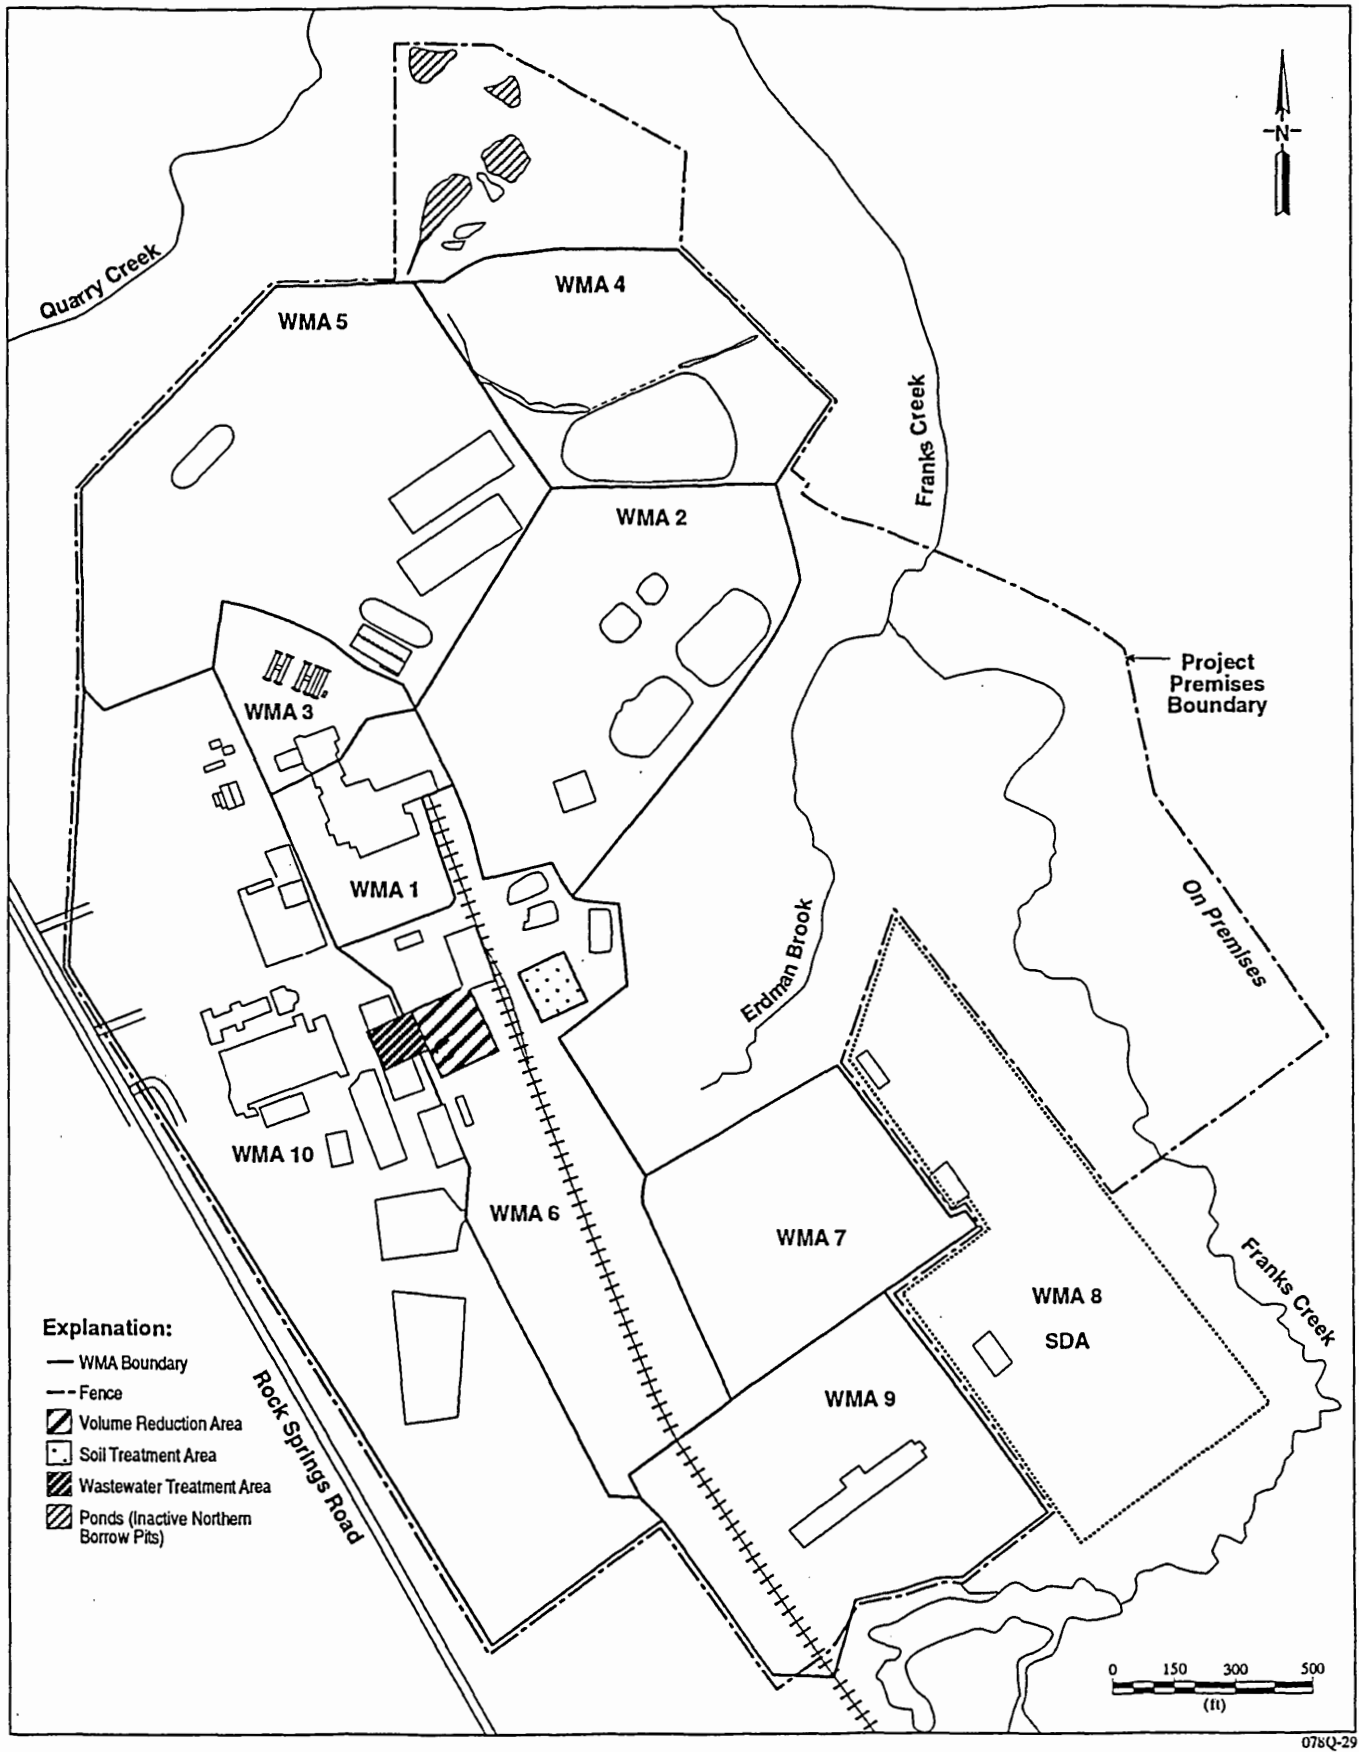 N
Quarry Creek
WMA 4
WMA 5
Franks Creek
WMA 2
Project
Premises
Boundary
WMA 3
WMA 1
On Premises
Erdman Brook
WMA 10
WMA 6
WMA 7
Franks Creek
WMA 8
SDA
Explanation:
WMA Boundary
Fence
Volume Reduction Area
Soil Treatment Area
Wastewater Treatment Area
Ponds (Inactive Northern
Borrow Pits)
Rock Springs Road
WMA 9
0 150 300 500
(ft)
078Q-29